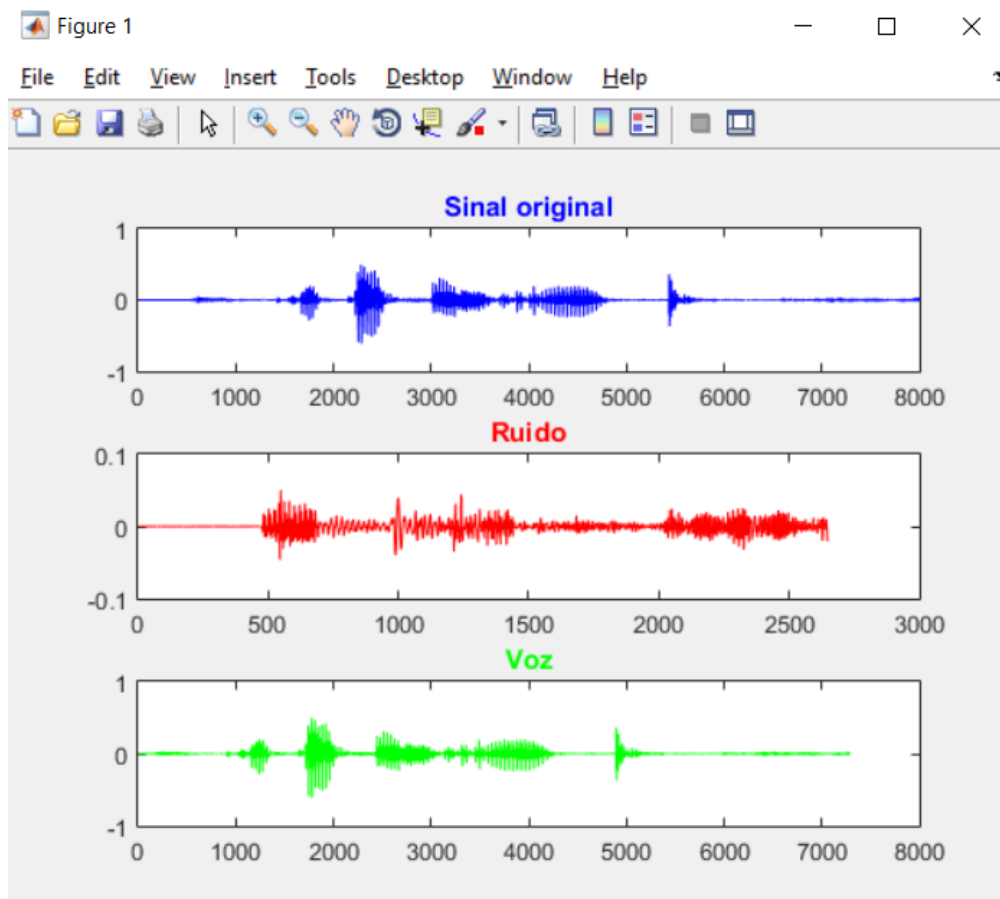 Figure 1
File Edit View Insert Tools Desktop Window Help
Sinal original
1
0
-1
0 1000 2000 3000 4000 5000 6000 7000 8000
Ruido
0.1
0
-0.1
0 500 1000 1500 2000 2500 3000
Voz
1
0
-1
0 1000 2000 3000 4000 5000 6000 7000 8000